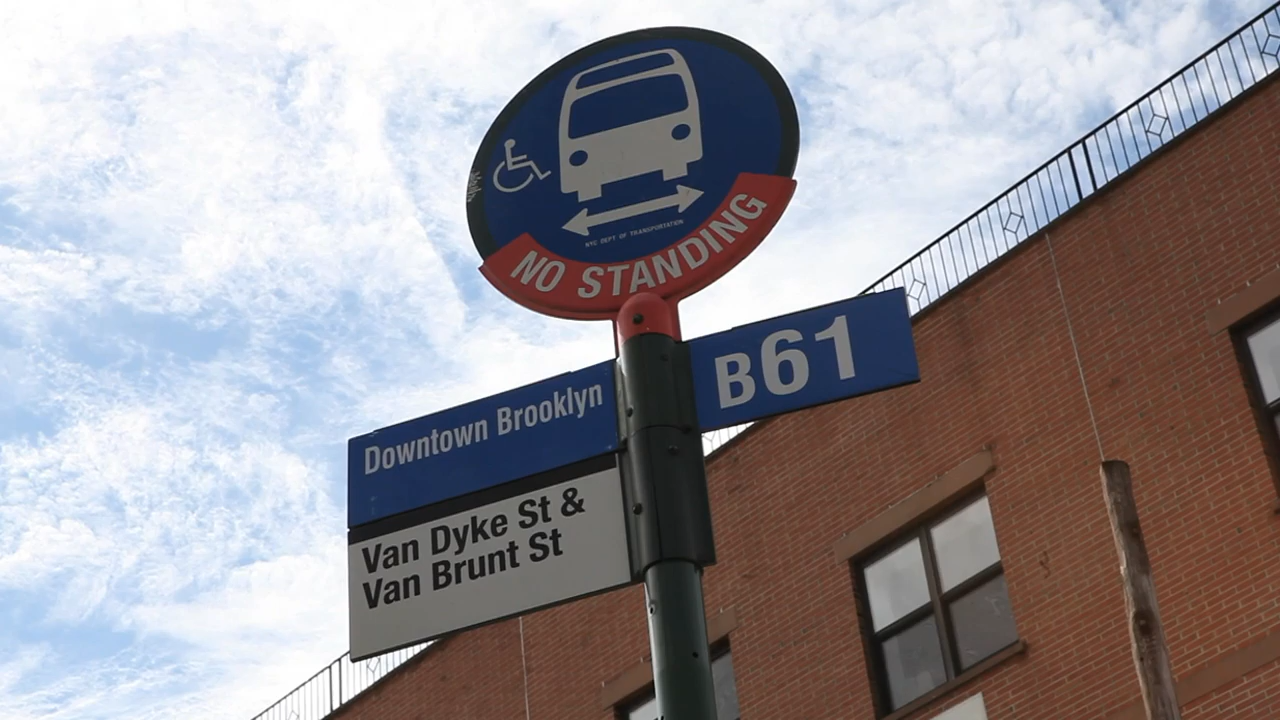 NYC DEPT OF TRANSPORTATION
NO STANDING
B61
Downtown Brooklyn
Van Dyke St &
Van Brunt St